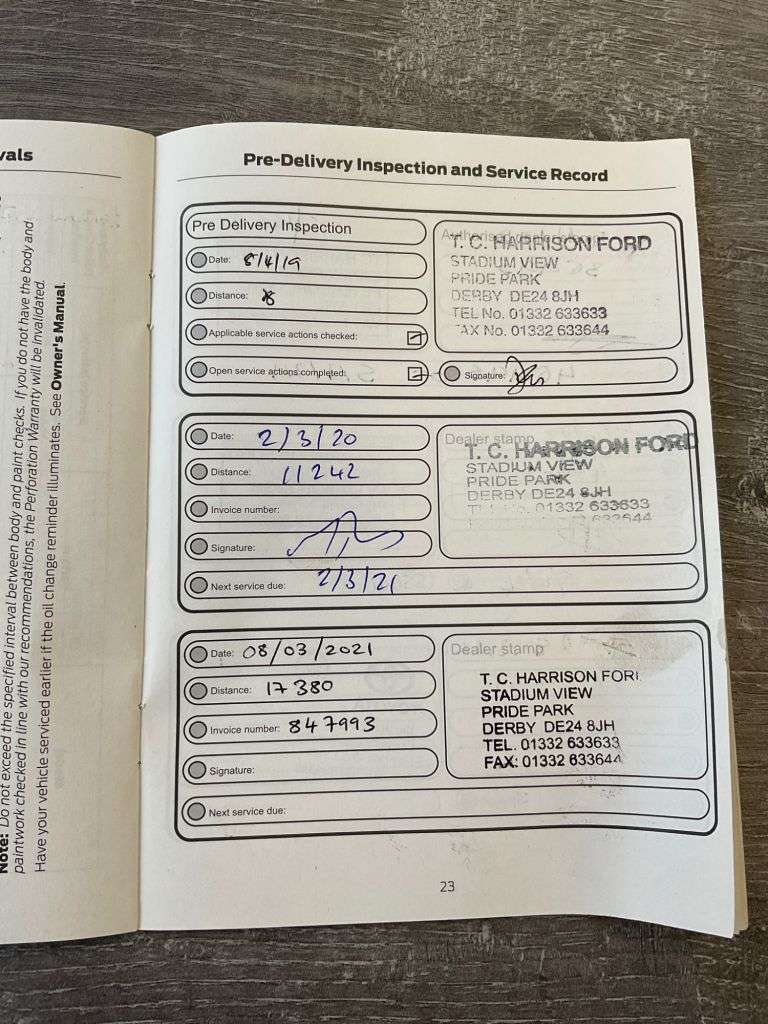 vals
Note: Do not exceed the specified interval between body and paint checks. If you do not have the body and
paintwork checked in line with our recommendations, the Perforation Warranty will be invalidated.
Have your vehicle serviced earlier if the oil change reminder illuminates. See Owner's Manual.
Pre-Delivery Inspection and Service Record
Pre Delivery Inspection
Date: 8/4/19
Distance:
Applicable service actions checked:
Open service actions completed:
T. C. HARRISON FORD
STADIUM VIEW
PRIDE PARK
DERBY DE24 8JH
TEL No. 01332 633633
FAX No. 01332 633644
Signature:
Date: 2/3/20
Distance: 11242
Invoice number:
Signature:
Next service due: 2/3/21
Dealer stamp
T. C. HARRISON FORD
STADIUM VIEW
PRIDE PARK
DERBY DE24 8JH
01332 633633
633644
Date: 08/03/2021
Distance: 17380
Invoice number: 847993
Signature:
Next service due:
Dealer stamp
T. C. HARRISON FOR
STADIUM VIEW
PRIDE PARK
DERBY DE24 8JH
TEL. 01332 633633
FAX: 01332 633644
23